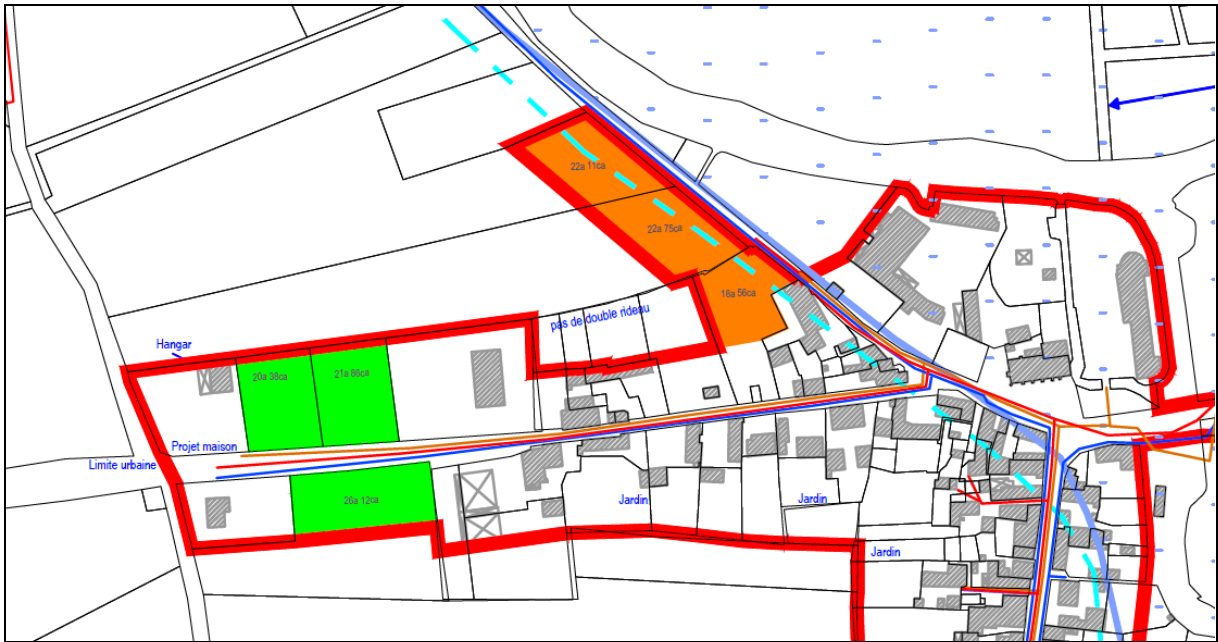 22a 11ca
22a 75ca
18a 56ca
pas de double rideau
Hangar
20a 38ca
21a 86ca
Projet maison
Limite urbaine
26a 12ca
Jardin
Jardin
Jardin